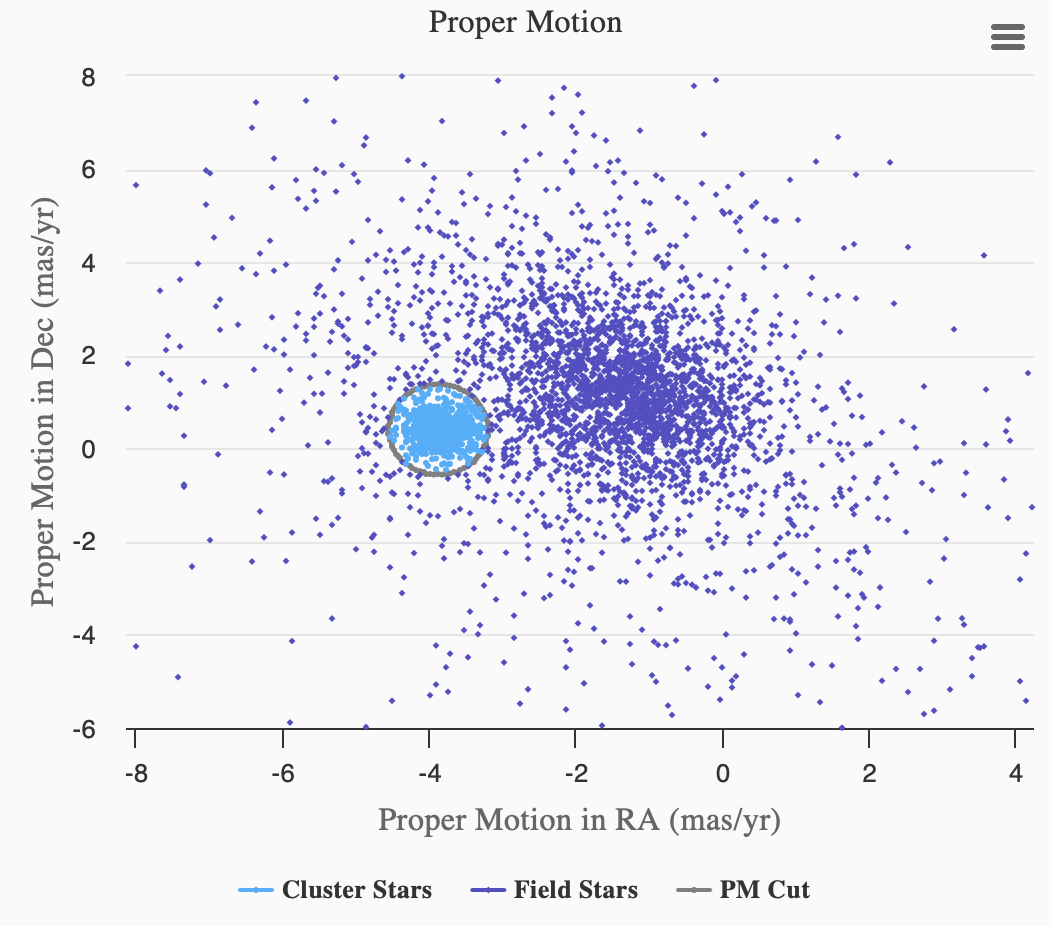 Proper Motion
8
6
4
2
0
-2
-4
-6
Proper Motion in Dec (mas/yr)
-8 -6 -4 -2 0 2 4
Proper Motion in RA (mas/yr)
Cluster Stars Field Stars PM Cut